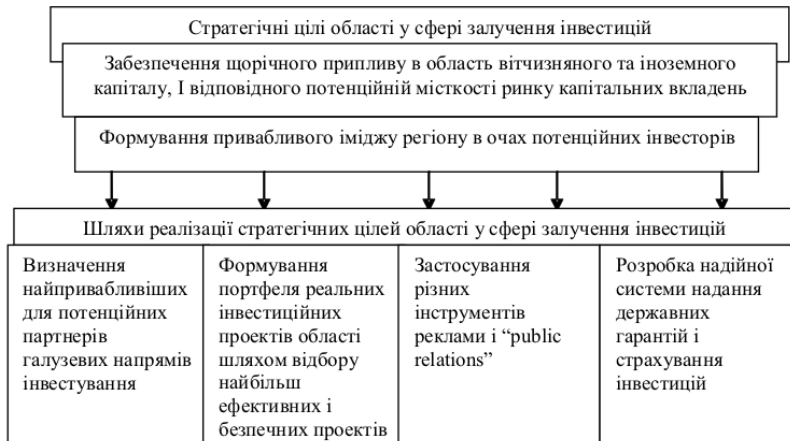 Стратегічні цілі області у сфері залучення інвестицій
Забезпечення щорічного припливу в область вітчизняного та іноземного
капіталу, І відповідного потенційній місткості ринку капітальних вкладень
Формування привабливого іміджу регіону в очах потенційних інвесторів
Шляхи реалізації стратегічних цілей області у сфері залучення інвестицій
Визначення
найпривабливіших
для потенційних
партнерів
галузевих напрямів
інвестування
Формування
портфеля реальних
інвестиційних
проектів області
шляхом відбору
найбільш
ефективних і
безпечних проектів
Застосування
різних
інструментів
реклами і “public
relations”
Розробка надійної
системи надання
державних
гарантій і
страхування
інвестицій